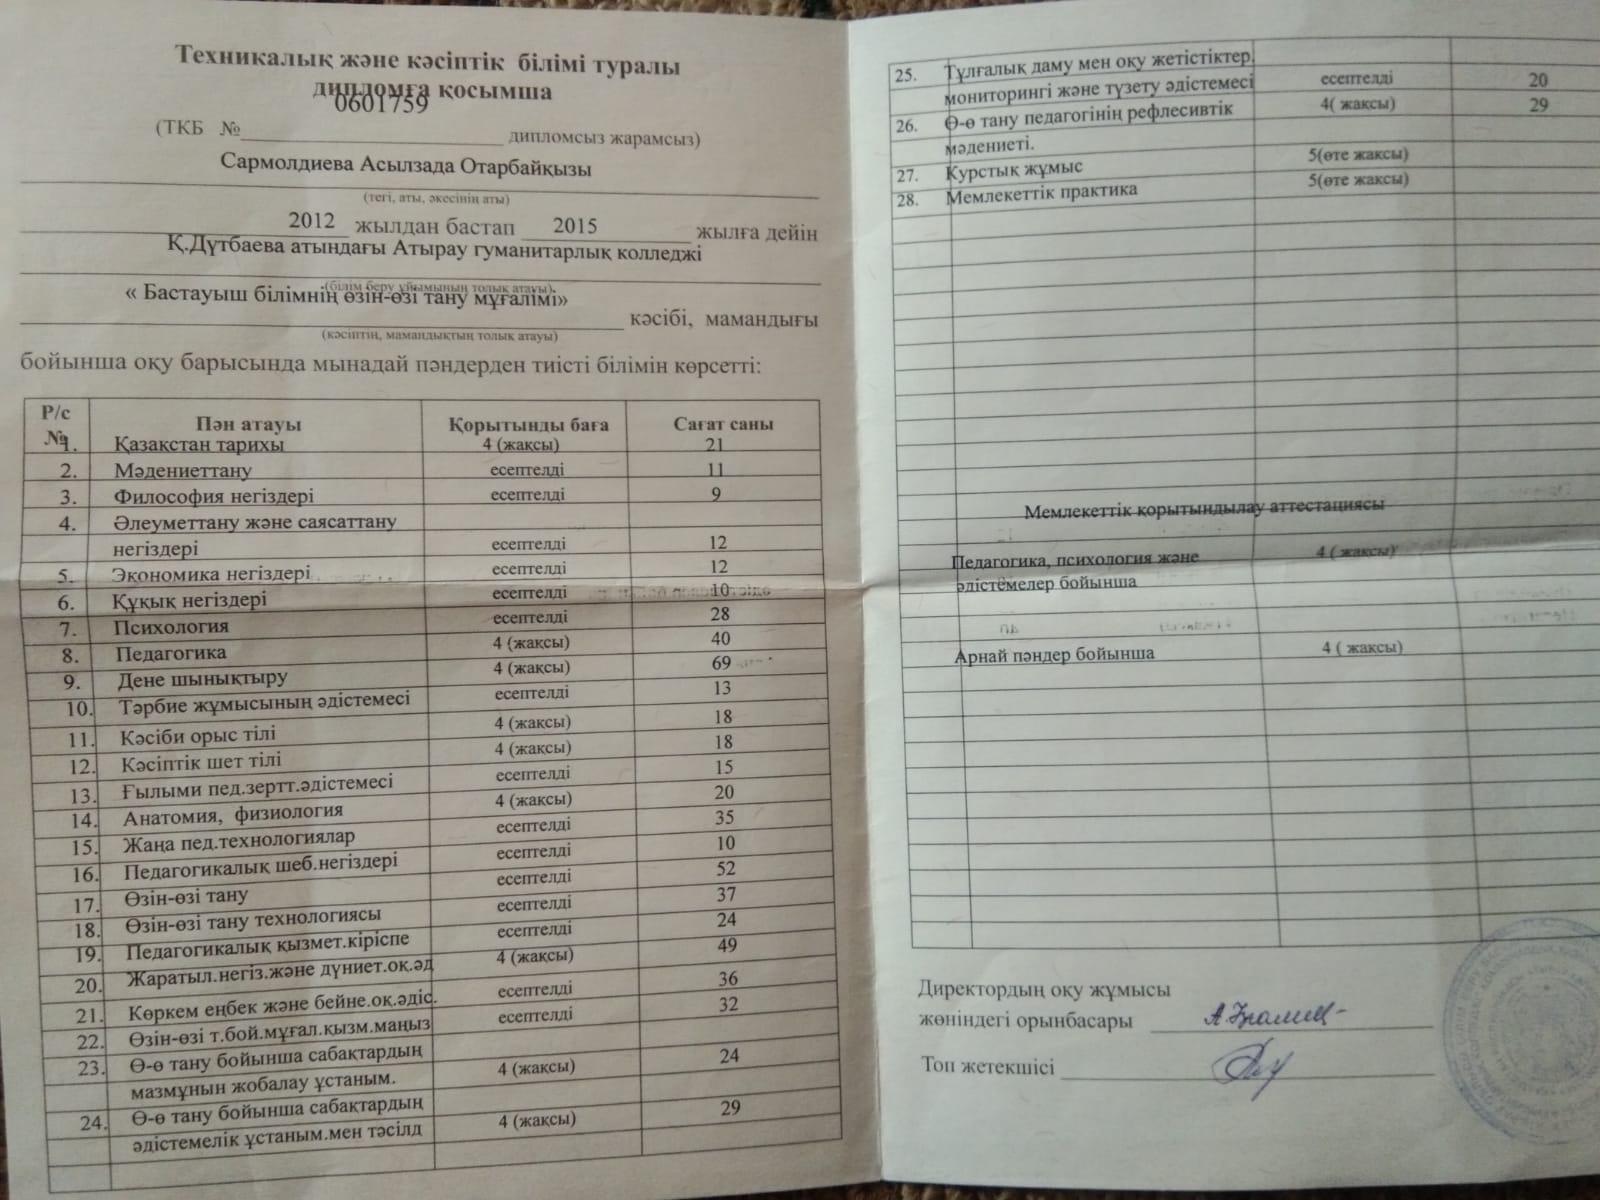 Техникалық және кәсіптік білімі туралы
дипломға қосымша
0601759
(ТКБ № дипломсыз жарамсыз)
Сармолдиева Асылзада Отарбайқызы
(тегі, аты, әкесінің аты)
2012 жылдан бастап 2015 жылға дейін
Қ.Дүтбаева атындағы Атырау гуманитарлық колледжі
(білім беру ұйымының толық атауы)
« Бастауыш білімнің өзін-өзі тану мұғалімі»
кәсібі, мамандығы
(кәсіптің, мамандықтың толық атауы)
бойынша оқу барысында мынадай пәндерден тиісті білімін көрсетті:
Р/с № Пән атауы Қорытынды баға Сағат саны
1. Қазақстан тарихы 4 (жақсы) 21
2. Мәдениеттану есептелді 11
3. Философия негіздері есептелді 9
4. Әлеуметтану және саясаттану
негіздері есептелді 12
5. Экономика негіздері есептелді 12
6. Құқық негіздері есептелді 10
7. Психология есептелді 28
8. Педагогика 4 (жақсы) 40
9. Дене шынықтыру 4 (жақсы) 69
10. Тәрбие жұмысының әдістемесі есептелді 13
11. Кәсіби орыс тілі 4 (жақсы) 18
12. Кәсіптік шет тілі 4 (жақсы) 18
13. Ғылыми пед.зертт.әдістемесі есептелді 15
14. Анатомия, физиология 4 (жақсы) 20
15. Жаңа пед.технологиялар есептелді 35
16. Педагогикалық шеб.негіздері есептелді 10
17. Өзін-өзі тану есептелді 52
18. Өзін-өзі тану технологиясы есептелді 37
19. Педагогикалық қызмет.кіріспе есептелді 24
20. Жаратыл.негіз.және дүниет.оқ.әд 4 (жақсы) 49
21. Көркем еңбек және бейне.оқ.әдіс. есептелді 36
22. Өзін-өзі т.бой.мұғал.қызм.маңыз есептелді 32
23. Ө-ө тану бойынша сабақтардың
мазмұнын жобалау ұстаным. 4 (жақсы) 24
24. Ө-ө тану бойынша сабақтардың
әдістемелік ұстаным.мен тәсілд 4 (жақсы) 29
25. Тұлғалық даму мен оқу жетістіктер
мониторингі және түзету әдістемесі есептелді 20
26. Ө-ө тану педагогінің рефлесивтік 4( жақсы) 29
мәдениеті.
27. Курстық жұмыс 5(өте жақсы)
28. Мемлекеттік практика 5(өте жақсы)
Мемлекеттік қорытындылау аттестациясы
Педагогика, психология және 4 ( жақсы)
әдістемелер бойынша
Арнай пәндер бойынша 4 ( жақсы)
Директордың оқу жұмысы
жөніндегі орынбасары
Топ жетекшісі